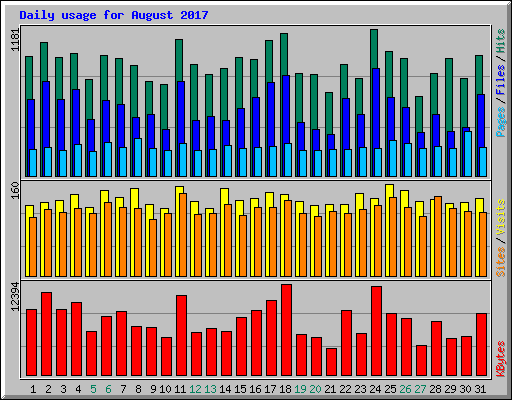 Daily usage for August 2017
1181
Pages / Files / Hits
160
Sites / Visits
12394
KBytes
1 2 3 4 5 6 7 8 9 10 11 12 13 14 15 16 17 18 19 20 21 22 23 24 25 26 27 28 29 30 31